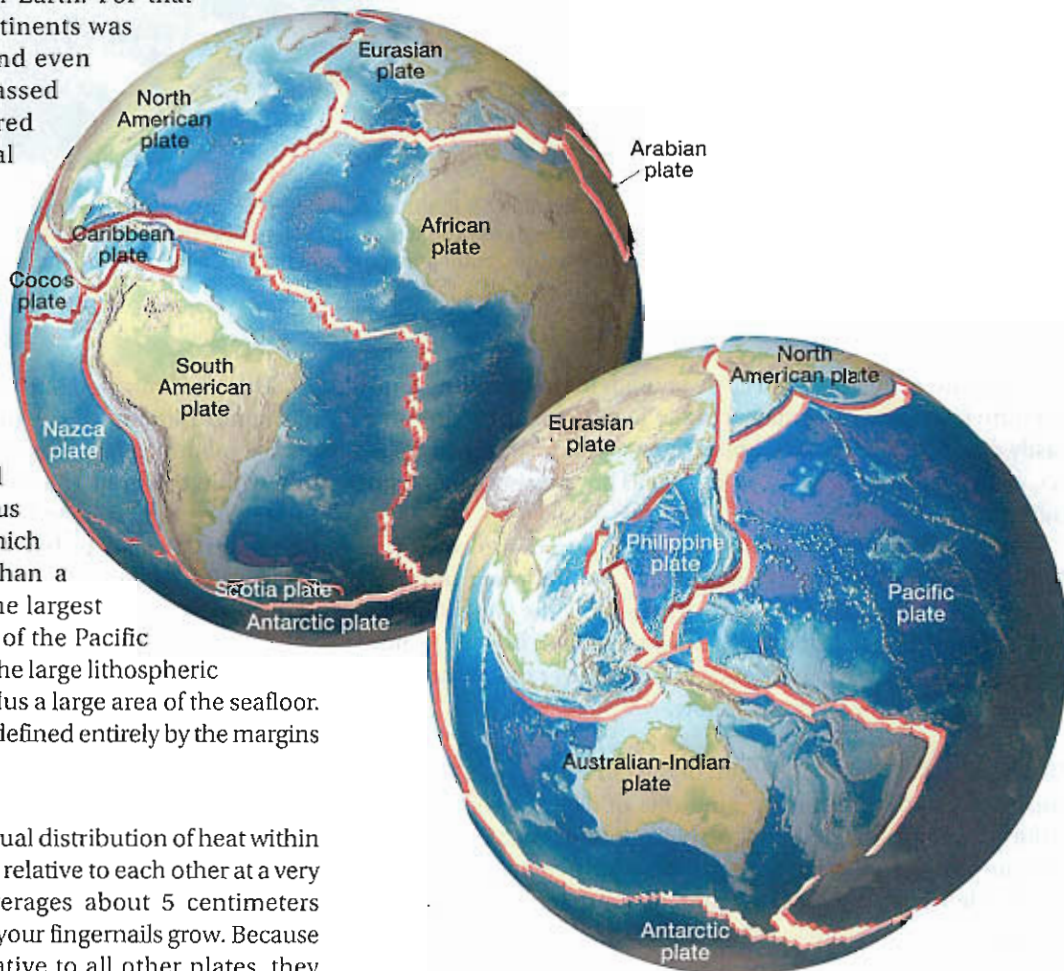 Earth. For that
tinents was
nd even
assed
red
al
us
hich
han a
he largest
of the Pacific
he large lithospheric
lus a large area of the seafloor.
defined entirely by the margins
ual distribution of heat within
relative to each other at a very
erages about 5 centimeters
your fingernails grow. Because
ative to all other plates, they
Eurasian
plate
North
American
plate
Arabian
plate
African
plate
Caribbean
plate
Cocos
plate
South
American
plate
Nazca
plate
Scotia plate
Antarctic plate
North
American plate
Eurasian
plate
Philippine
plate
Pacific
plate
Australian-Indian
plate
Antarctic
plate